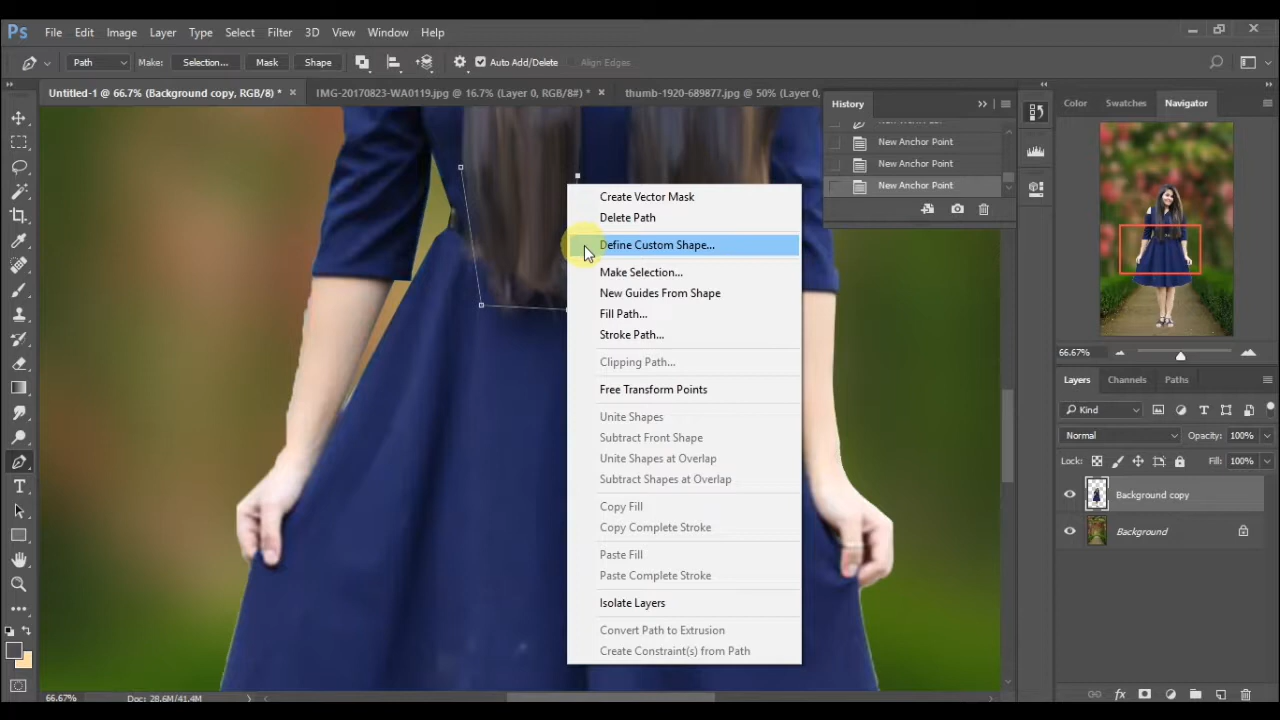 Ps File Edit Image Layer Type Select Filter 3D View Window Help
Path Make: Selection... Mask Shape Auto Add/Delete Align Edges
Untitled-1 @ 66.7% (Background copy, RGB/8) * × IMG-20170823-WA0119.jpg @ 16.7% (Layer 0, RGB/8#) * × thumb-1920-689877.jpg @ 50% (Layer 0,
History
New Anchor Point
New Anchor Point
New Anchor Point
Color Swatches Navigator
66.67%
Create Vector Mask
Delete Path
Define Custom Shape...
Make Selection...
New Guides From Shape
Fill Path...
Stroke Path...
Clipping Path...
Free Transform Points
Unite Shapes
Subtract Front Shape
Unite Shapes at Overlap
Subtract Shapes at Overlap
Copy Fill
Copy Complete Stroke
Paste Fill
Paste Complete Stroke
Isolate Layers
Convert Path to Extrusion
Create Constraint(s) from Path
Layers Channels Paths
Kind
Normal Opacity: 100%
Lock: Fill: 100%
Background copy
Background
66.67% Doc: 28.6M/41.4M